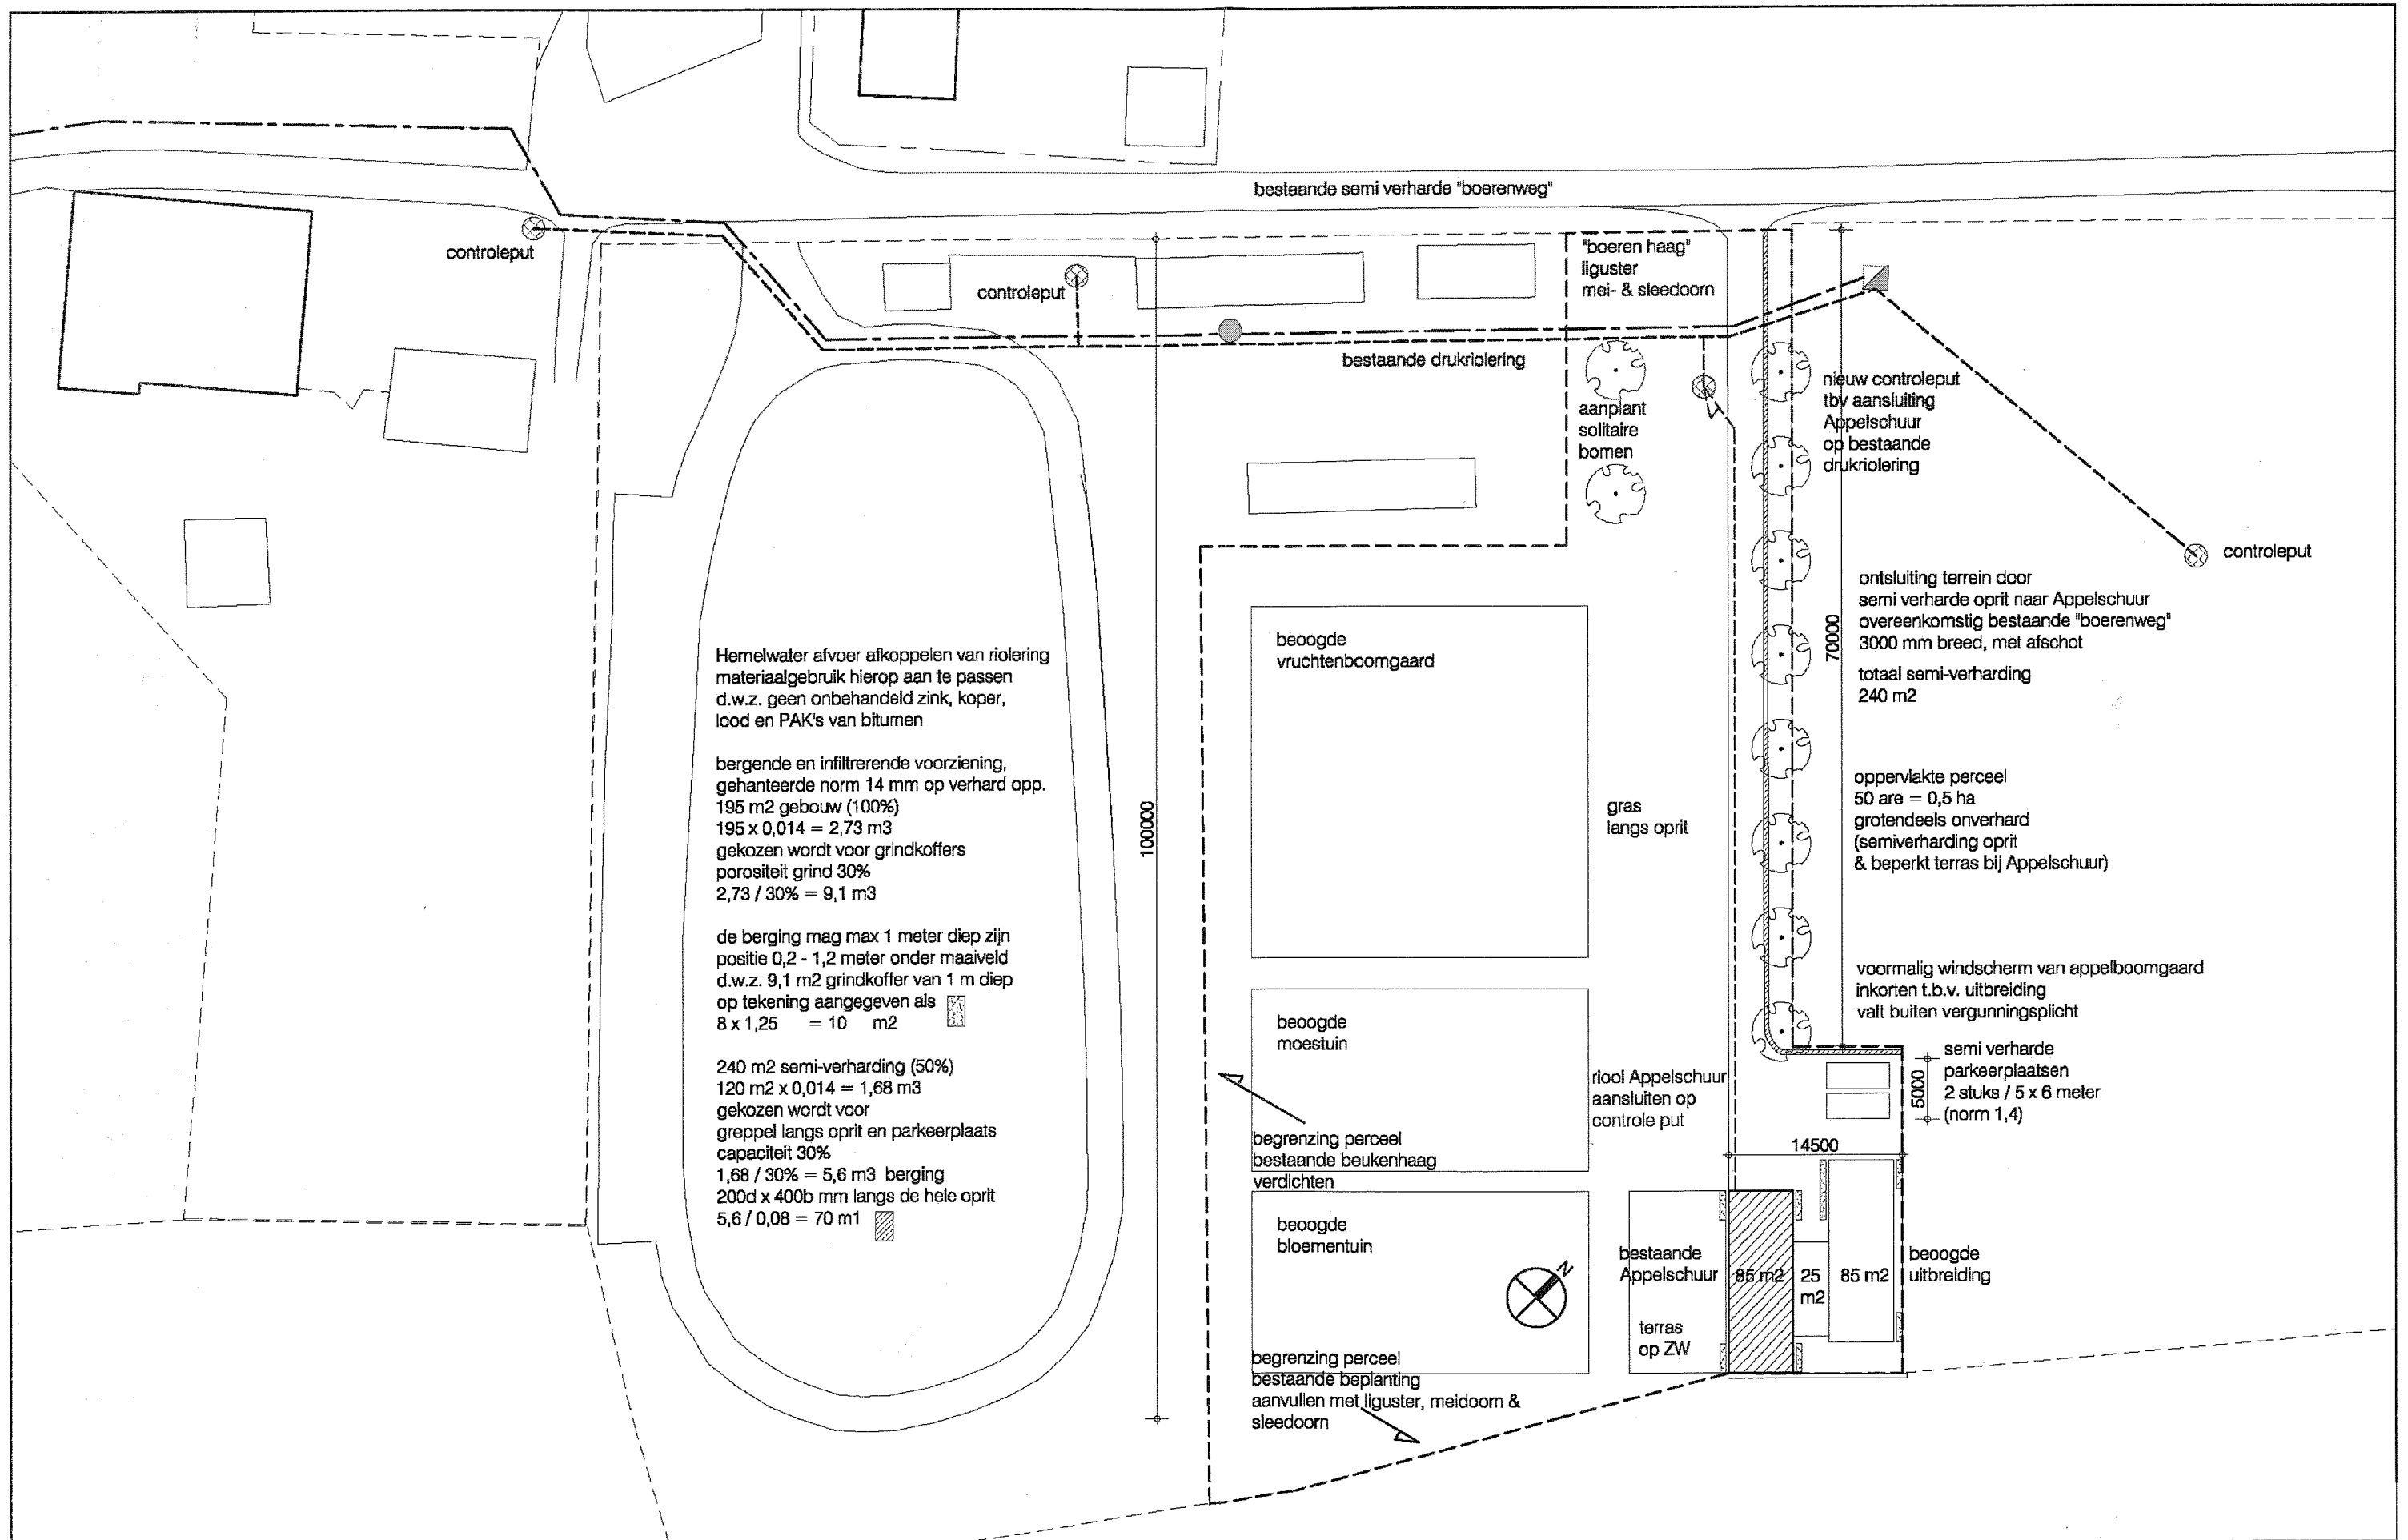 bestaande semi verharde "boerenweg"
controleput
controleput
"boeren haag"
liguster
mei- & sleedoorn
bestaande drukriolering
aanplant
solitaire
bomen
nieuw controleput
tbv aansluiting
Appelschuur
op bestaande
drukriolering
controleput
ontsluiting terrein door
semi verharde oprit naar Appelschuur
overeenkomstig bestaande "boerenweg"
3000 mm breed, met afschot
totaal semi-verharding
240 m2
70000
oppervlakte perceel
50 are = 0,5 ha
grotendeels onverhard
(semiverharding oprit
& beperkt terras bij Appelschuur)
voormalig windscherm van appelboomgaard
inkorten t.b.v. uitbreiding
valt buiten vergunningsplicht
semi verharde
parkeerplaatsen
2 stuks / 5 x 6 meter
(norm 1,4)
5000
14500
Hemelwater afvoer afkoppelen van riolering
materiaalgebruik hierop aan te passen
d.w.z. geen onbehandeld zink, koper,
lood en PAK's van bitumen
bergende en infiltrerende voorziening,
gehanteerde norm 14 mm op verhard opp.
195 m2 gebouw (100%)
195 x 0,014 = 2,73 m3
gekozen wordt voor grindkoffers
porositeit grind 30%
2,73 / 30% = 9,1 m3
de berging mag max 1 meter diep zijn
positie 0,2 - 1,2 meter onder maaiveld
d.w.z. 9,1 m2 grindkoffer van 1 m diep
op tekening aangegeven als
8 x 1,25 = 10 m2
240 m2 semi-verharding (50%)
120 m2 x 0,014 = 1,68 m3
gekozen wordt voor
greppel langs oprit en parkeerplaats
capaciteit 30%
1,68 / 30% = 5,6 m3 berging
200d x 400b mm langs de hele oprit
5,6 / 0,08 = 70 m1
100000
beoogde
vruchtenboomgaard
gras
langs oprit
beoogde
moestuin
riool Appelschuur
aansluiten op
controle put
begrenzing perceel
bestaande beukenhaag
verdichten
beoogde
bloementuin
N
bestaande
Appelschuur
85 m2
25
m2
85 m2
beoogde
uitbreiding
terras
op ZW
begrenzing perceel
bestaande beplanting
aanvullen met liguster, meidoorn &
sleedoorn